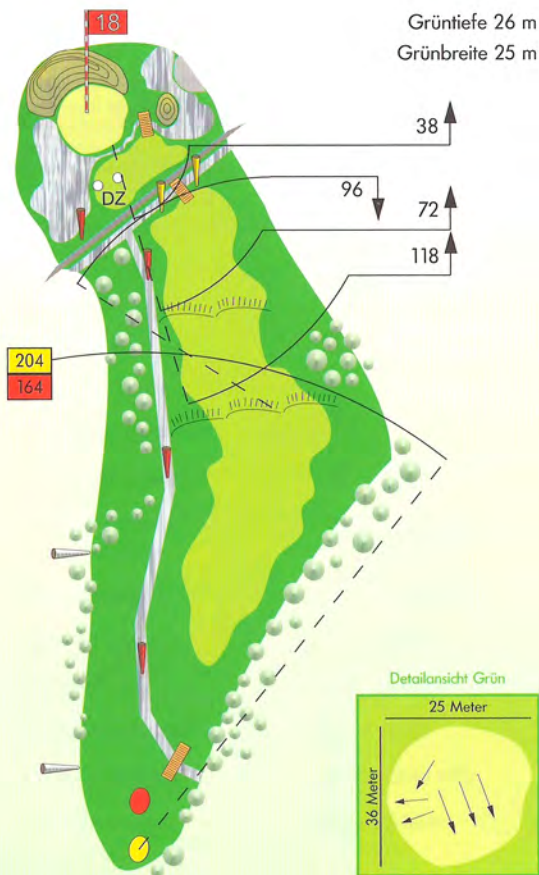 18
Grüntiefe 26 m
Grünbreite 25 m
38
96
72
118
DZ
204
164
Detailansicht Grün
25 Meter
36 Meter